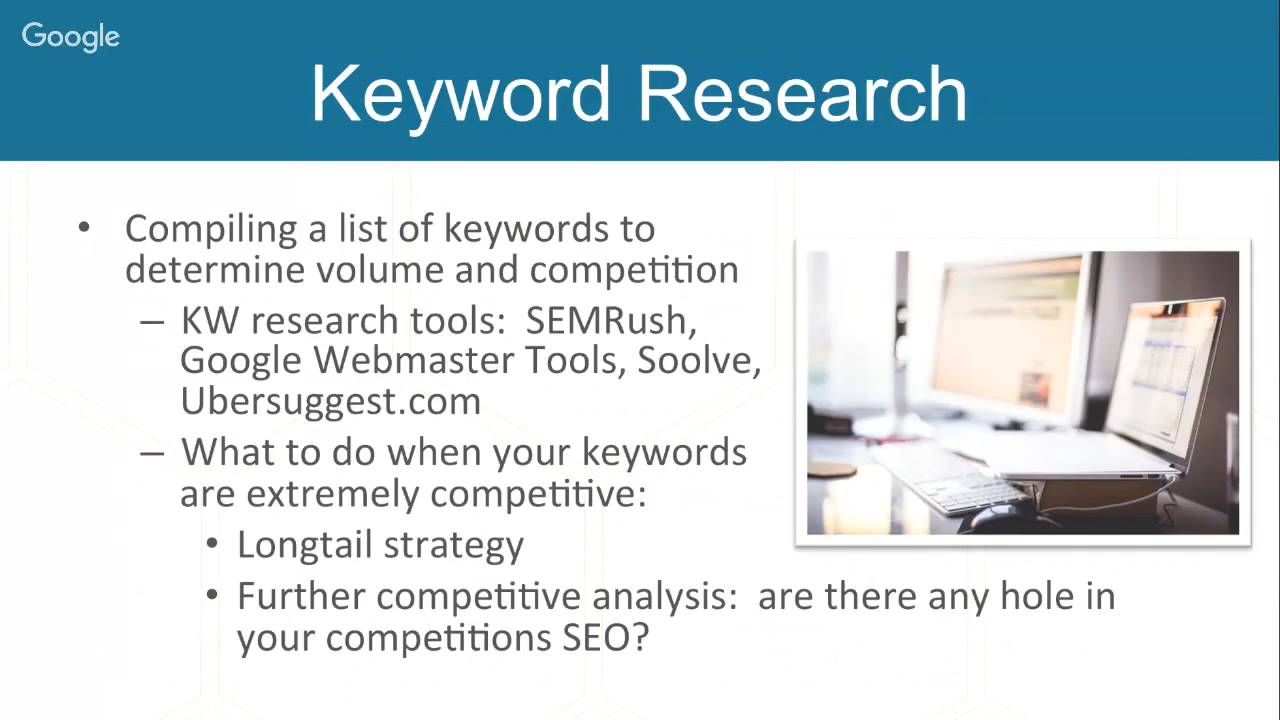 Google
Keyword Research
• Compiling a list of keywords to
determine volume and competition
– KW research tools:  SEMRush,
Google Webmaster Tools, Soolve,
Ubersuggest.com
– What to do when your keywords
are extremely competitive:
• Longtail strategy
• Further competitive analysis:  are there any hole in
your competitions SEO?